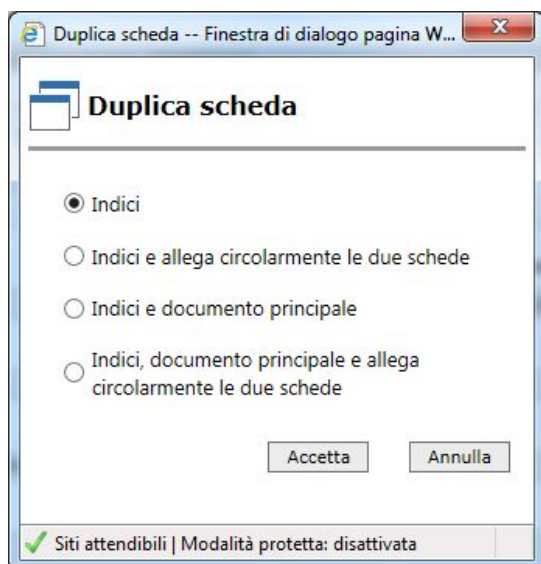 Duplica scheda -- Finestra di dialogo pagina W...
Duplica scheda
Indici
Indici e allega circolarmente le due schede
Indici e documento principale
Indici, documento principale e allega
circolarmente le due schede
Accetta Annulla
Siti attendibili | Modalità protetta: disattivata